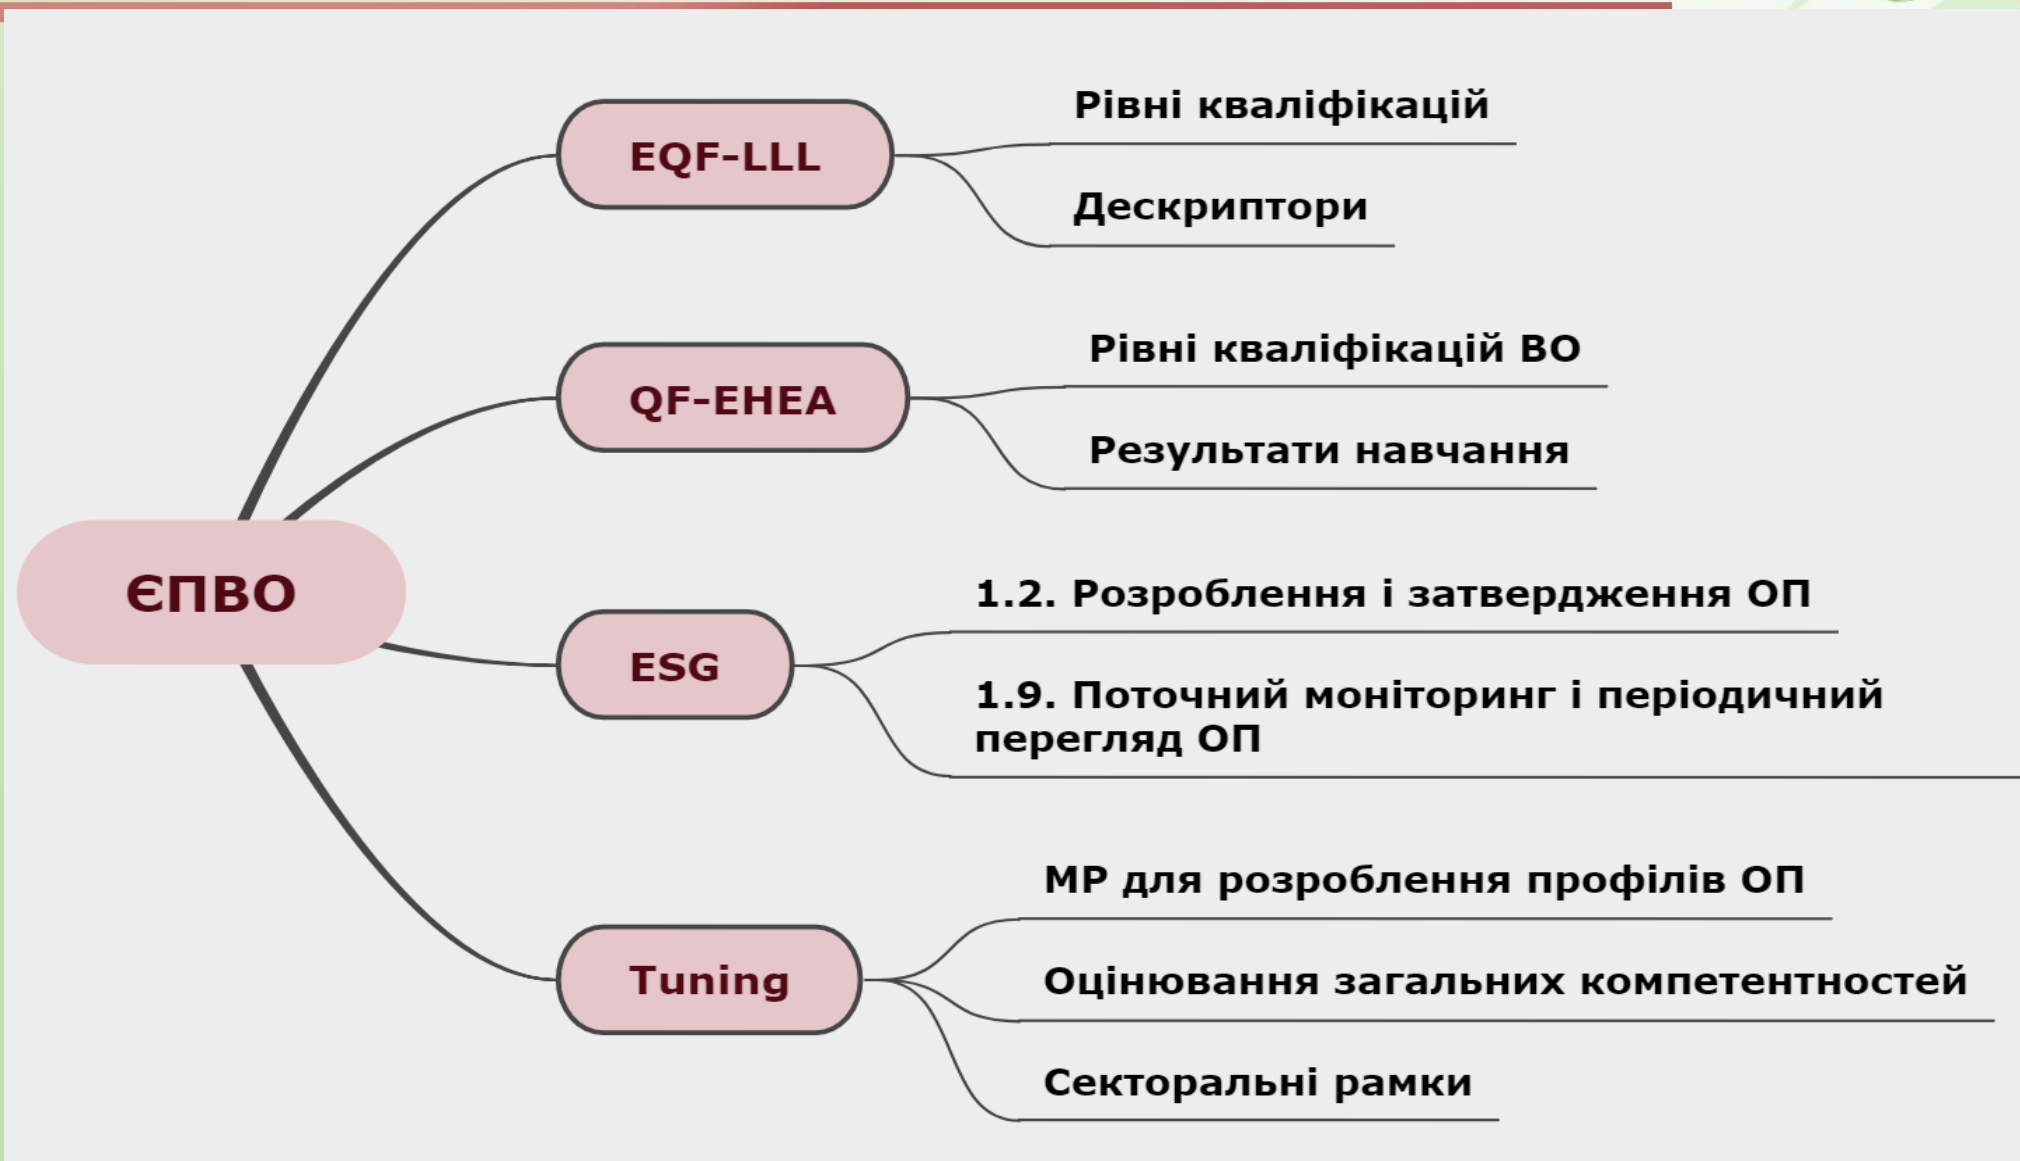 ЄПВО
EQF-LLL
Рівні кваліфікацій
Дескриптори
QF-EHEA
Рівні кваліфікацій ВО
Результати навчання
ESG
1.2. Розроблення і затвердження ОП
1.9. Поточний моніторинг і періодичний
перегляд ОП
Tuning
МР для розроблення профілів ОП
Оцінювання загальних компетентностей
Секторальні рамки